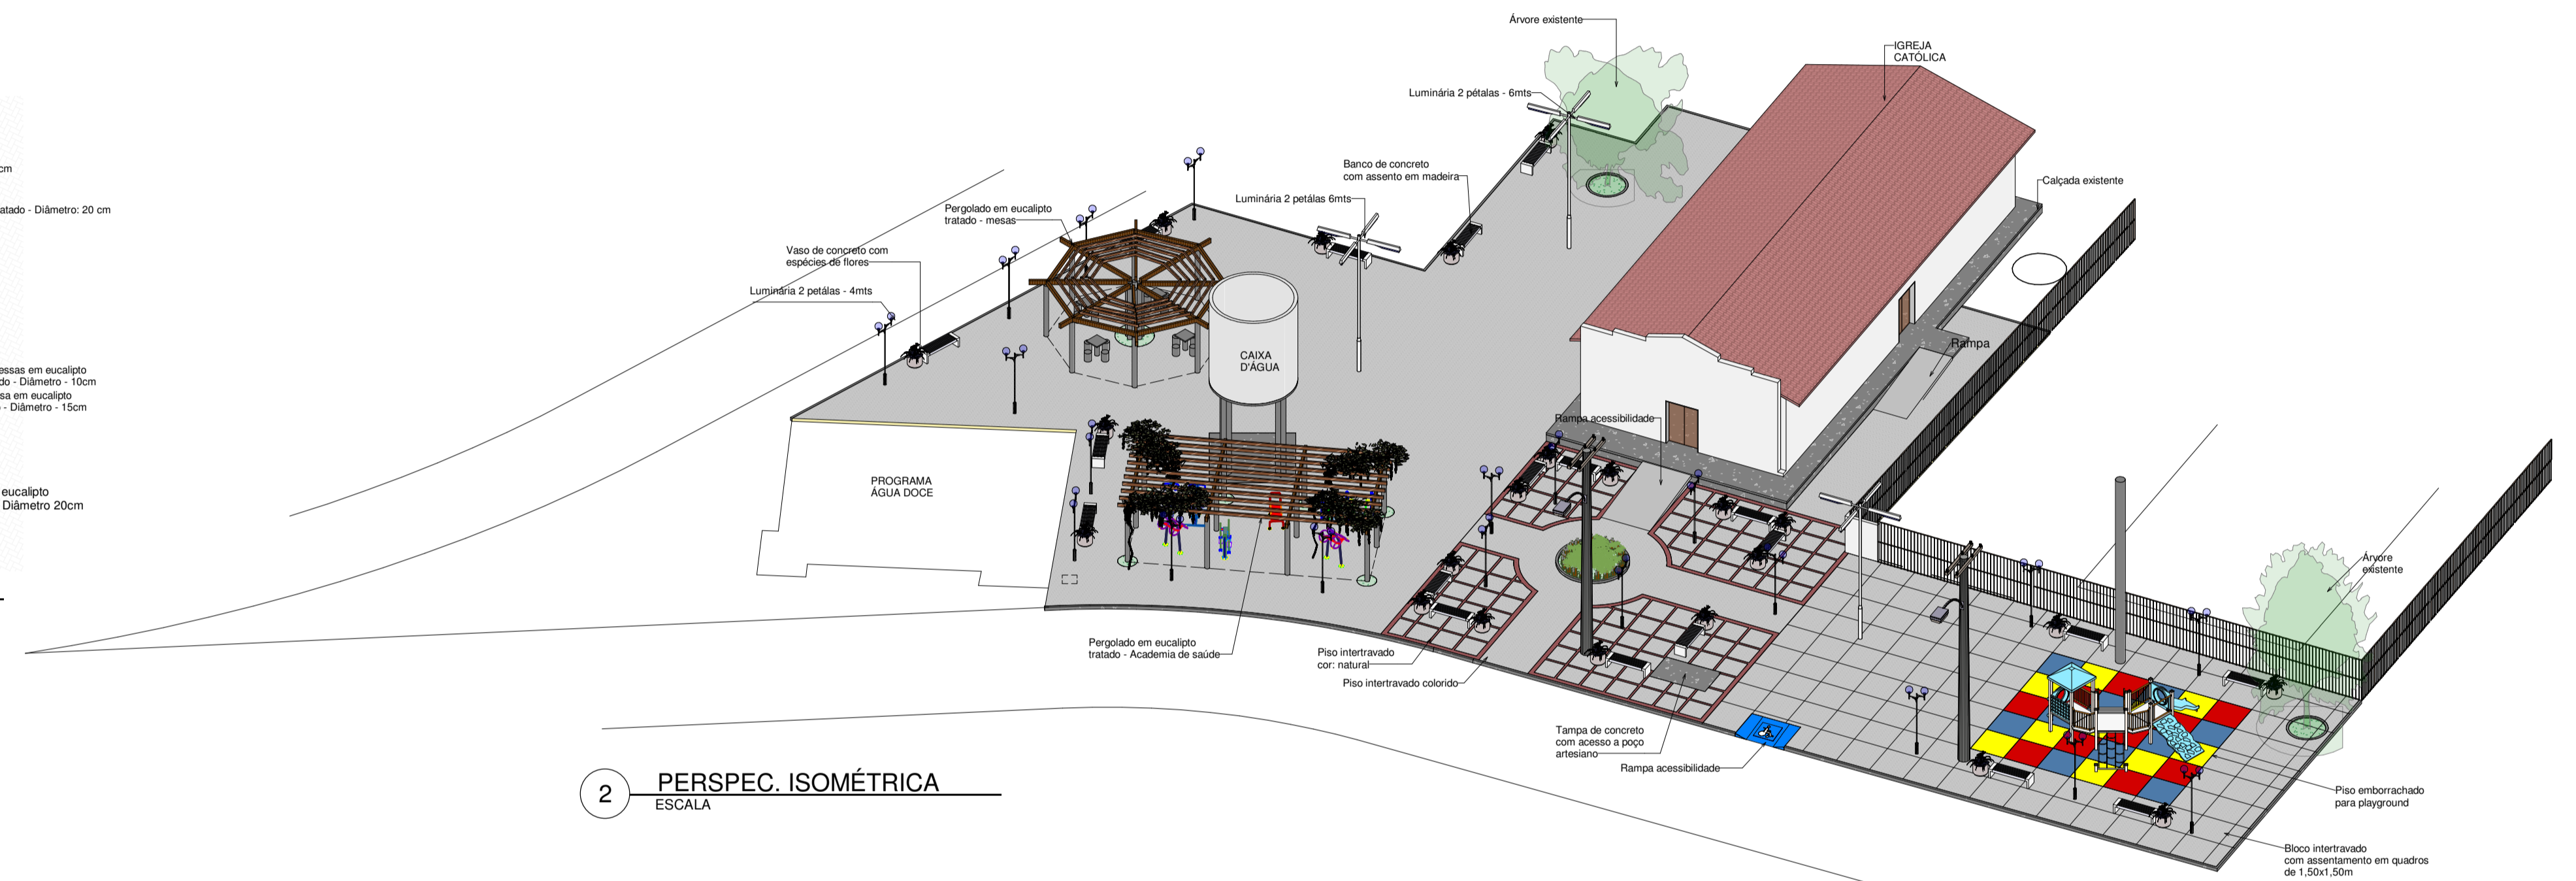 Árvore existente
IGREJA
CATÓLICA
Luminária 2 pétalas - 6mts
Banco de concreto
com assento em madeira
Calçada existente
Luminária 2 petálas 6mts
Pergolado em eucalipto
tratado - mesas
Vaso de concreto com
espécies de flores
Luminária 2 petálas - 4mts
cm
atado - Diâmetro: 20 cm
essas em eucalipto
do - Diâmetro - 10cm
sa em eucalipto
- Diâmetro - 15cm
eucalipto
Diâmetro 20cm
CAIXA
D'ÁGUA
Rampa
Rampa acessibilidade
PROGRAMA
ÁGUA DOCE
Árvore
existente
Pergolado em eucalipto
tratado - Academia de saúde
Piso intertravado
cor: natural
Piso intertravado colorido
Tampa de concreto
com acesso a poço
artesiano
Rampa acessibilidade
Piso emborrachado
para playground
Bloco intertravado
com assentamento em quadros
de 1,50x1,50m
2
PERSPEC. ISOMÉTRICA
ESCALA